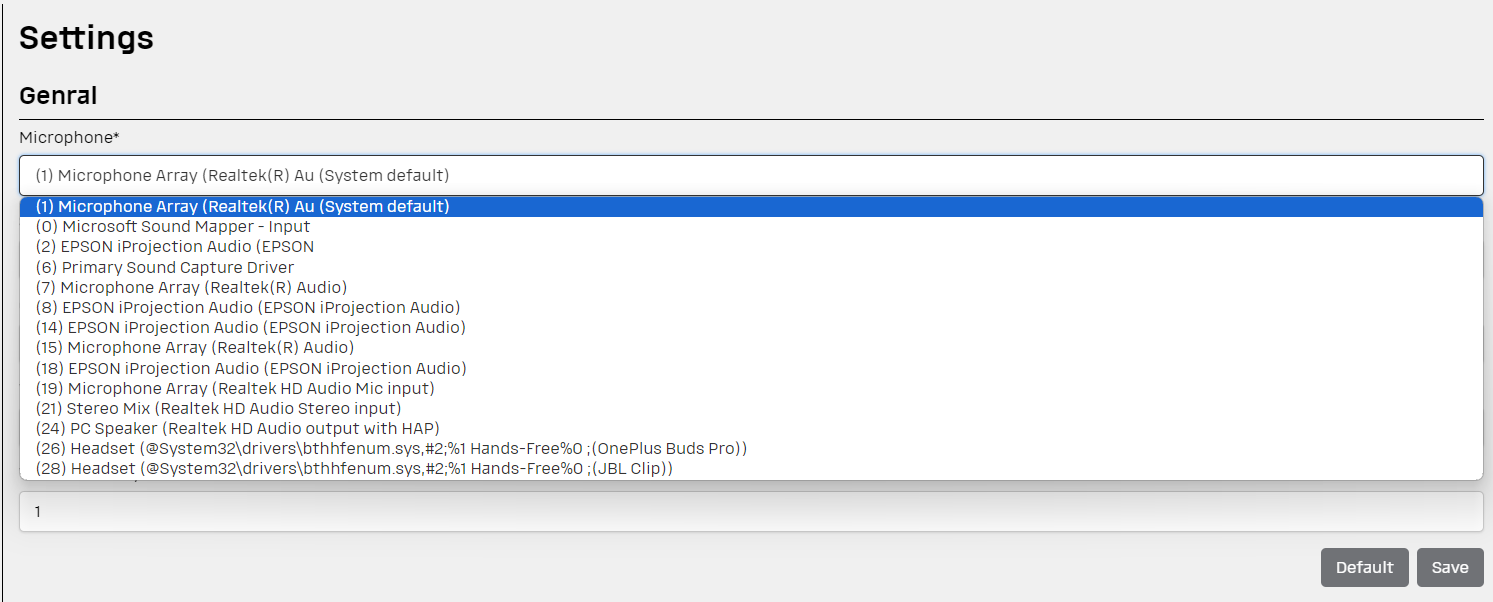 Settings
Genral
Microphone*
(1) Microphone Array (Realtek(R) Au (System default)
(1) Microphone Array (Realtek(R) Au (System default)
(0) Microsoft Sound Mapper - Input
(2) EPSON iProjection Audio (EPSON
(6) Primary Sound Capture Driver
(7) Microphone Array (Realtek(R) Audio)
(8) EPSON iProjection Audio (EPSON iProjection Audio)
(14) EPSON iProjection Audio (EPSON iProjection Audio)
(15) Microphone Array (Realtek(R) Audio)
(18) EPSON iProjection Audio (EPSON iProjection Audio)
(19) Microphone Array (Realtek HD Audio Mic input)
(21) Stereo Mix (Realtek HD Audio Stereo input)
(24) PC Speaker (Realtek HD Audio output with HAP)
(26) Headset (@System32\drivers\bthhfenum.sys,#2;%1 Hands-Free%0 ;(OnePlus Buds Pro))
(28) Headset (@System32\drivers\bthhfenum.sys,#2;%1 Hands-Free%0 ;(JBL Clip))
1
Default Save